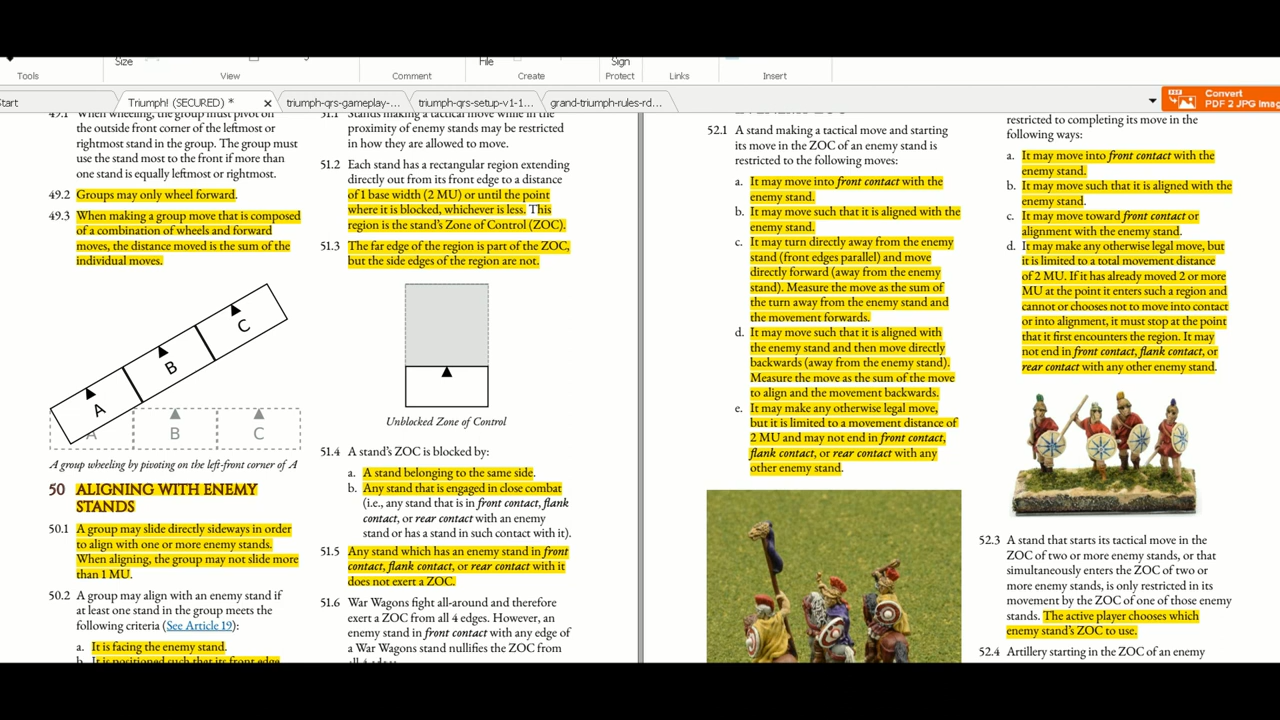 Size
File
Sign
Tools
View
Comment
Create
Protect
Links
Insert
Start
Triumph! (SECURED) *
triumph-qrs-gameplay-...
triumph-qrs-setup-v1-1...
grand-triumph-rules-rd...
Convert
PDF 2 JPG Imag
49.1 When wheeling, the group must pivot on
the outside front corner of the leftmost or
rightmost stand in the group. The group must
use the stand most to the front if more than
one stand is equally leftmost or rightmost.
49.2 Groups may only wheel forward.
49.3 When making a group move that is composed
of a combination of wheels and forward
moves, the distance moved is the sum of the
individual moves.
A
B
C
A
B
C
A group wheeling by pivoting on the left-front corner of A
50 ALIGNING WITH ENEMY
STANDS
50.1 A group may slide directly sideways in order
to align with one or more enemy stands.
When aligning, the group may not slide more
than 1 MU.
50.2 A group may align with an enemy stand if
at least one stand in the group meets the
following criteria (See Article 19):
a. It is facing the enemy stand.
b. It is positioned such that its front edge
51.1 Stands making a tactical move while in the
proximity of enemy stands may be restricted
in how they are allowed to move.
51.2 Each stand has a rectangular region extending
directly out from its front edge to a distance
of 1 base width (2 MU) or until the point
where it is blocked, whichever is less. This
region is the stand's Zone of Control (ZOC).
51.3 The far edge of the region is part of the ZOC,
but the side edges of the region are not.
Unblocked Zone of Control
51.4 A stand's ZOC is blocked by:
a. A stand belonging to the same side.
b. Any stand that is engaged in close combat
(i.e., any stand that is in front contact, flank
contact, or rear contact with an enemy
stand or has a stand in such contact with it).
51.5 Any stand which has an enemy stand in front
contact, flank contact, or rear contact with it
does not exert a ZOC.
51.6 War Wagons fight all-around and therefore
exert a ZOC from all 4 edges. However, an
enemy stand in front contact with any edge of
a War Wagons stand nullifies the ZOC from
all 4 edges.
52.1 A stand making a tactical move and starting
its move in the ZOC of an enemy stand is
restricted to the following moves:
a. It may move into front contact with the
enemy stand.
b. It may move such that it is aligned with the
enemy stand.
c. It may turn directly away from the enemy
stand (front edges parallel) and move
directly forward (away from the enemy
stand). Measure the move as the sum of
the turn away from the enemy stand and
the movement forwards.
d. It may move such that it is aligned with
the enemy stand and then move directly
backwards (away from the enemy stand).
Measure the move as the sum of the move
to align and the movement backwards.
e. It may make any otherwise legal move,
but it is limited to a movement distance of
2 MU and may not end in front contact,
flank contact, or rear contact with any
other enemy stand.
restricted to completing its move in the
following ways:
a. It may move into front contact with the
enemy stand.
b. It may move such that it is aligned with the
enemy stand.
c. It may move toward front contact or
alignment with the enemy stand.
d. It may make any otherwise legal move, but
it is limited to a total movement distance
of 2 MU. If it has already moved 2 or more
MU at the point it enters such a region and
cannot or chooses not to move into contact
or into alignment, it must stop at the point
that it first encounters the region. It may
not end in front contact, flank contact, or
rear contact with any other enemy stand.
52.3 A stand that starts its tactical move in the
ZOC of two or more enemy stands, or that
simultaneously enters the ZOC of two or
more enemy stands, is only restricted in its
movement by the ZOC of one of those enemy
stands. The active player chooses which
enemy stand's ZOC to use.
52.4 Artillery starting in the ZOC of an enemy